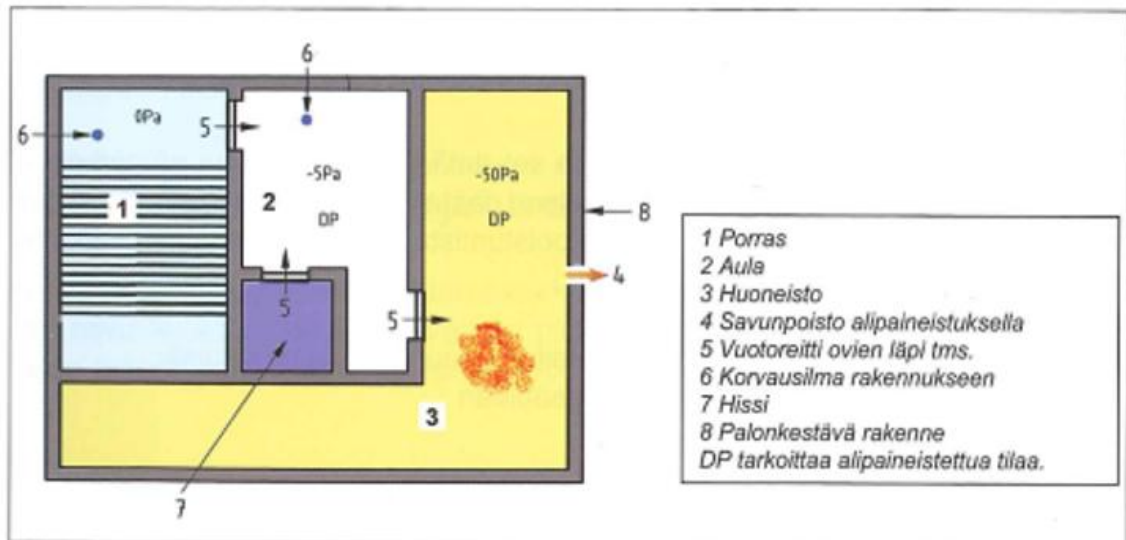 6
0Pa
6
5
-5Pa
-50Pa
2
1
DP
DP
8
4
5
5
3
7
1 Porras
2 Aula
3 Huoneisto
4 Savunpoisto alipaineistuksella
5 Vuotoreitti ovien läpi tms.
6 Korvausilma rakennukseen
7 Hissi
8 Palonkestävä rakenne
DP tarkoittaa alipaineistettua tilaa.